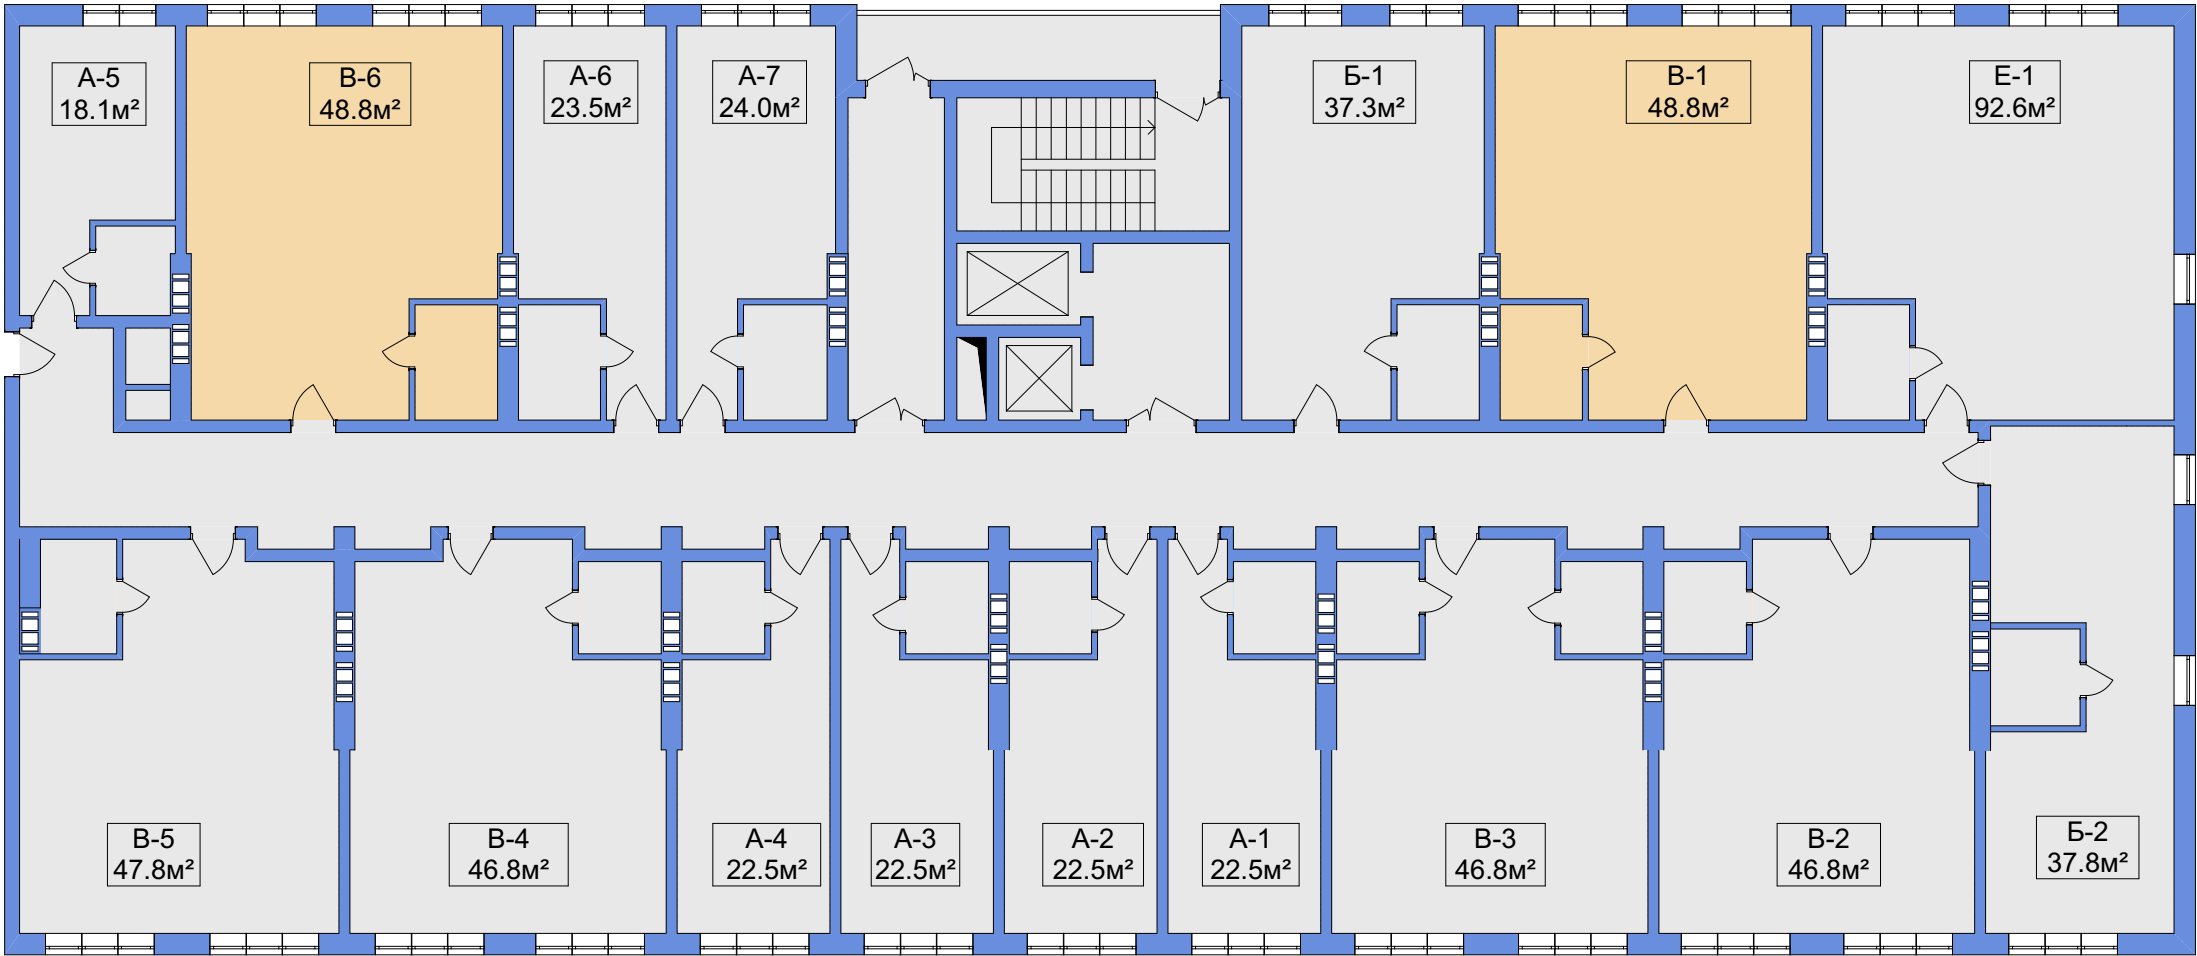 А-5
18.1м²
В-6
48.8м²
А-6
23.5м²
А-7
24.0м²
Б-1
37.3м²
В-1
48.8м²
Е-1
92.6м²
В-5
47.8м²
В-4
46.8м²
А-4
22.5м²
А-3
22.5м²
А-2
22.5м²
А-1
22.5м²
В-3
46.8м²
В-2
46.8м²
Б-2
37.8м²